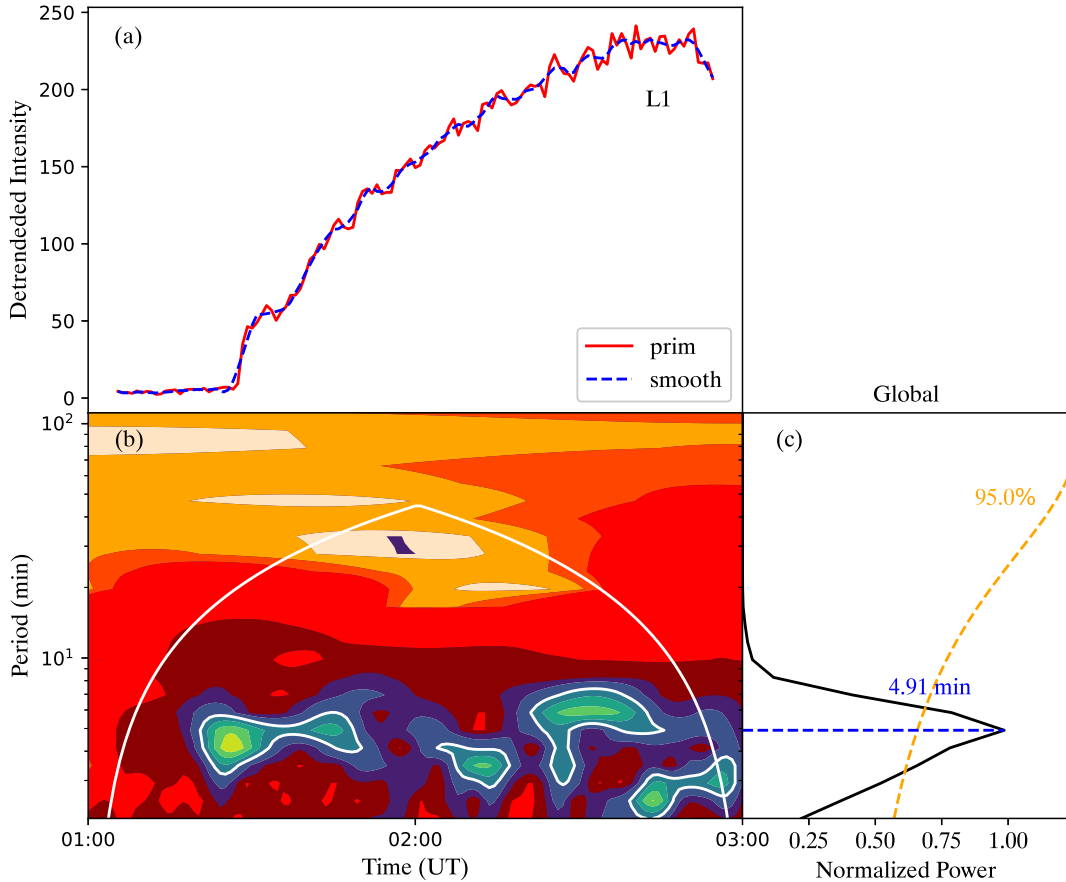 (a)
250
200
150
100
50
0
Detrendeded Intensity
L1
prim
smooth
Global
(b)
10²
10¹
Period (min)
01:00
02:00
03:00
Time (UT)
(c)
95.0%
4.91 min
0.25
0.50
0.75
1.00
Normalized Power